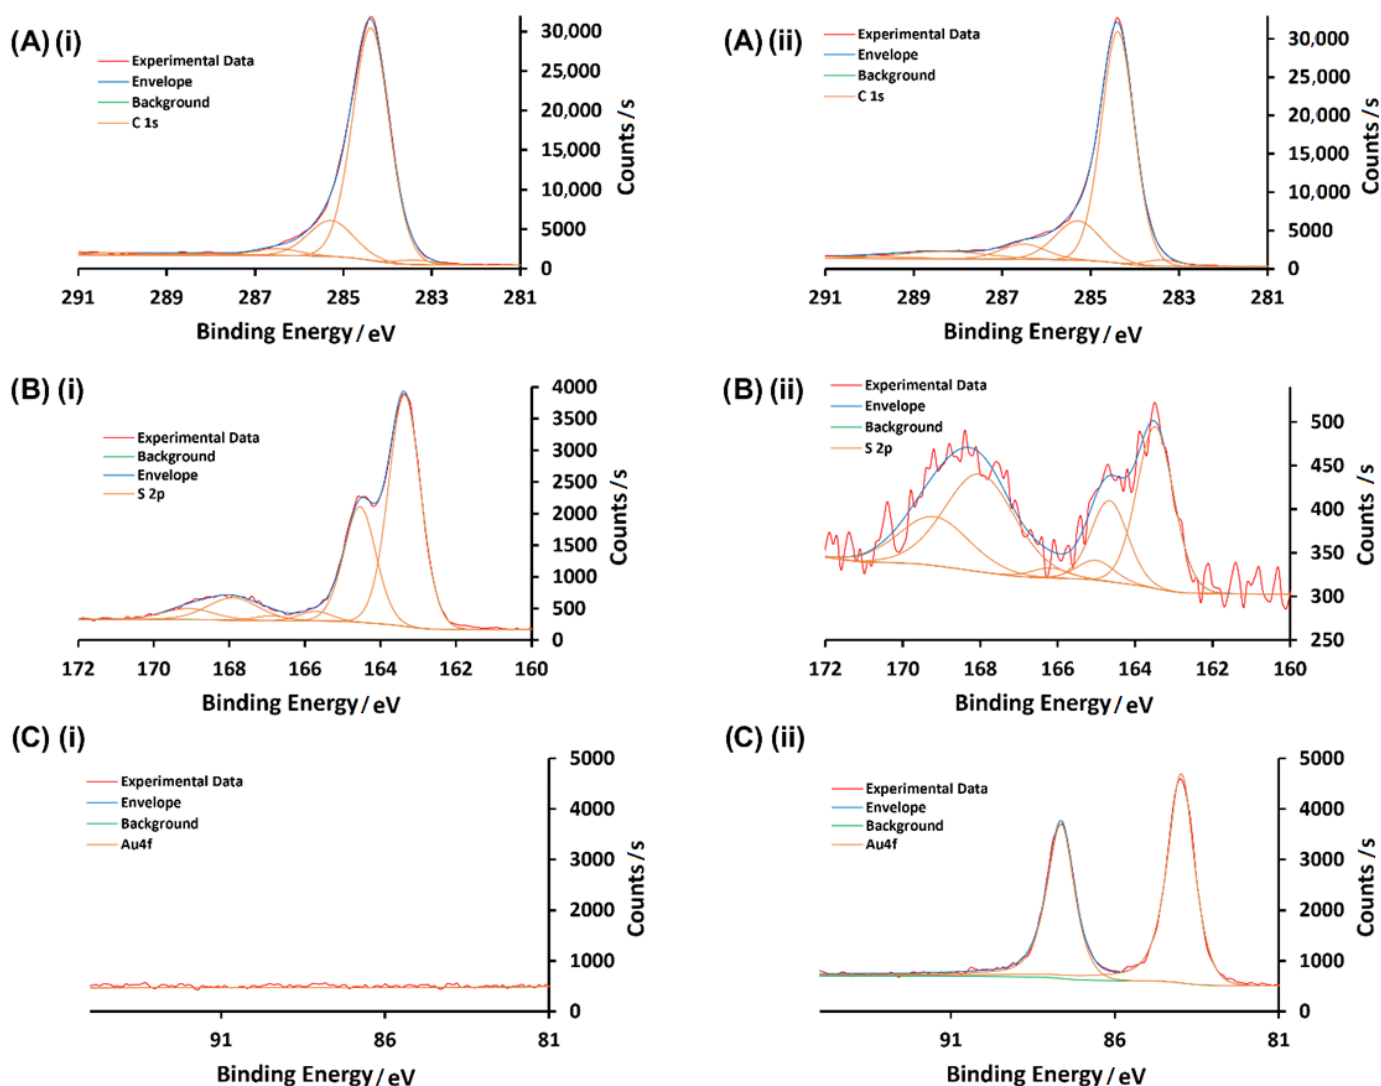 (A) (i)
Experimental Data
Envelope
Background
C 1s
30,000
25,000
20,000
15,000
10,000
5000
0
Counts /s
291 289 287 285 283 281
Binding Energy / eV
(A) (ii)
Experimental Data
Envelope
Background
C 1s
30,000
25,000
20,000
15,000
10,000
5000
0
Counts /s
291 289 287 285 283 281
Binding Energy / eV
(B) (i)
Experimental Data
Background
Envelope
S 2p
4000
3500
3000
2500
2000
1500
1000
500
0
Counts /s
172 170 168 166 164 162 160
Binding Energy / eV
(B) (ii)
Experimental Data
Envelope
Background
S 2p
500
450
400
350
300
250
Counts /s
172 170 168 166 164 162 160
Binding Energy / eV
(C) (i)
Experimental Data
Envelope
Background
Au4f
5000
4000
3000
2000
1000
0
Counts /s
91 86 81
Binding Energy / eV
(C) (ii)
Experimental Data
Envelope
Background
Au4f
5000
4000
3000
2000
1000
0
Counts /s
91 86 81
Binding Energy / eV